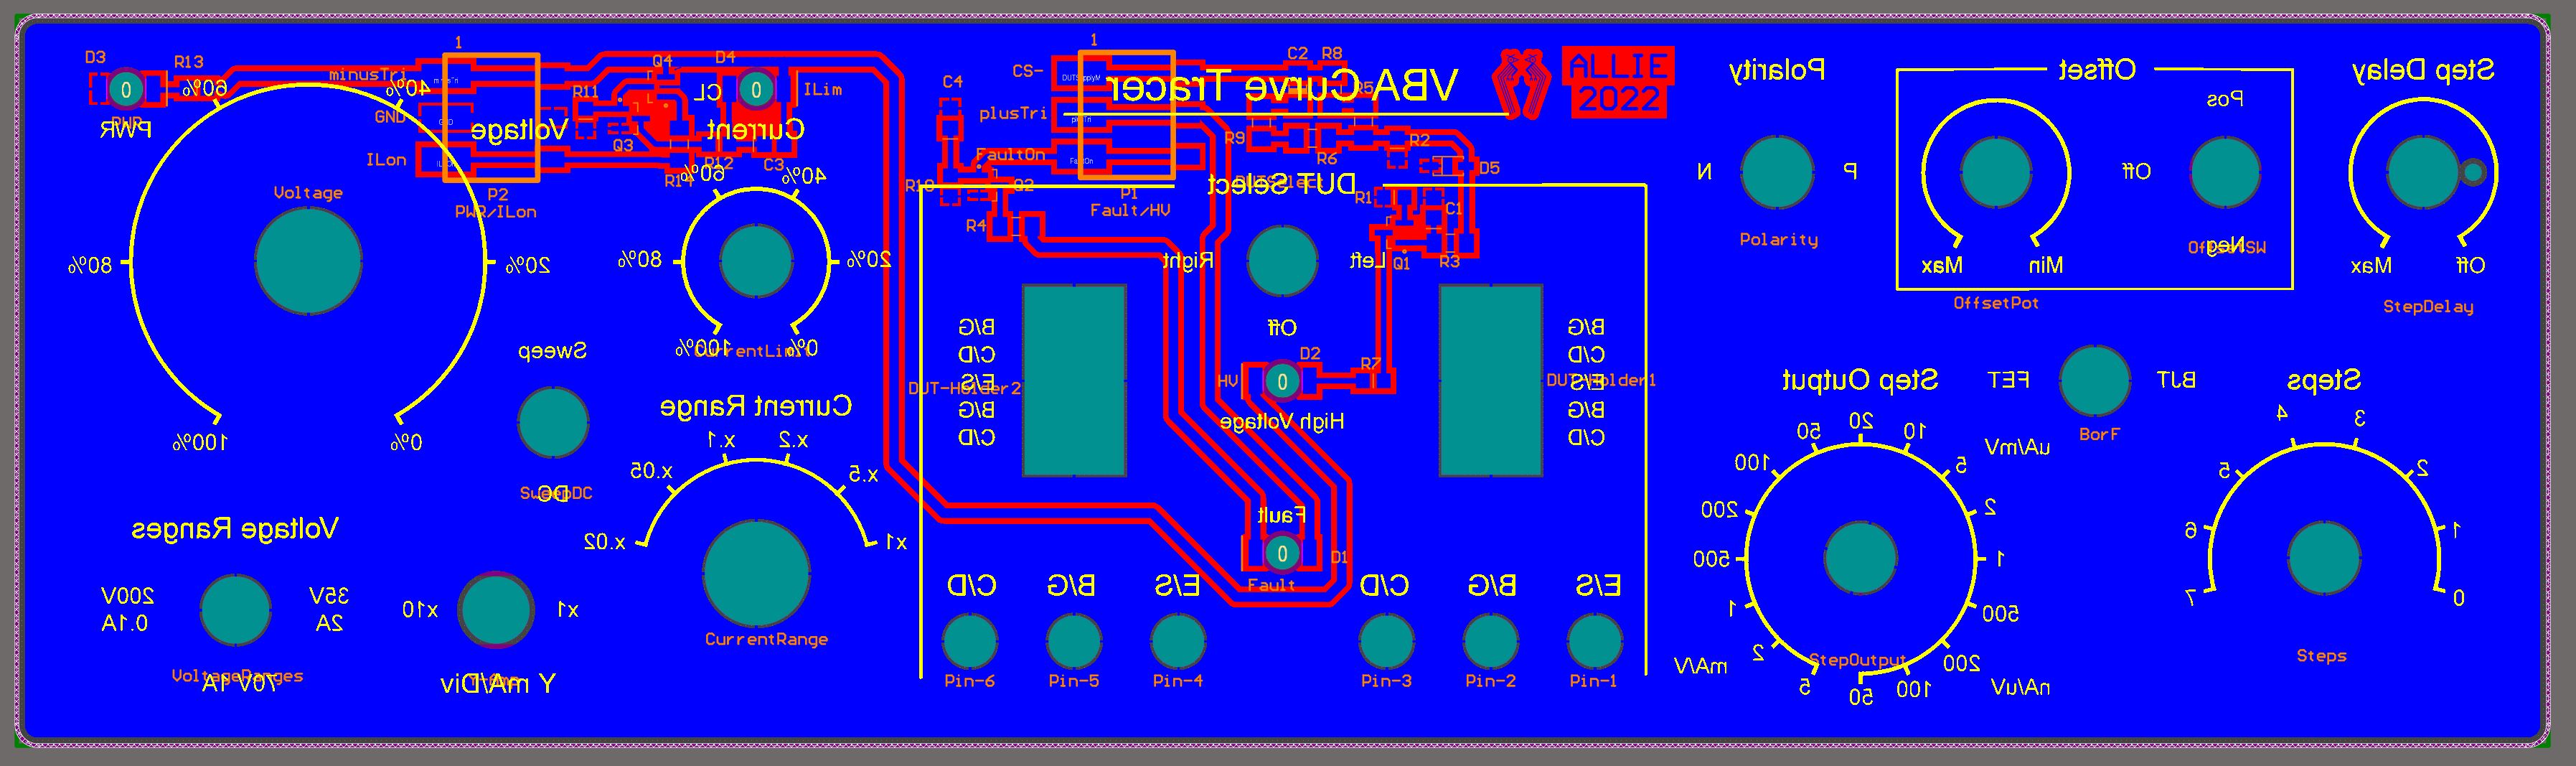 D3
R13
minusTri
1
Q4
D4
CS-
1
C2 R8
VBA Curve Tracer
ALLIE
2022
Polarity
Offset
Step Delay
0
60%
40%
R11
CL
0
ILim
C4
plusTri
R5
Pos
PWR
PWR
GND
Voltage
Current
Q3
R12
C3
R9
R6
R2
ILon
R14
FaultOn
D5
P2
PWR/ILon
60%
40%
R10
Q2
P1
Fault/HV
DUT Select
DUTSelect
R1
C1
N
P
Off
Voltage
R4
Polarity
Neg
OffsetSW
80%
20%
80%
20%
Right
Left
Q1
R3
Max
Min
Max
Off
OffsetPot
StepDelay
Off
Sweep
100%
0%
CurrentLimit
B/G
C/D
E/S
B/G
C/D
DUT-Holder2
HV
D2
0
R7
High Voltage
B/G
C/D
E/S
B/G
C/D
DUT-Holder1
Step Output
FET
BJT
BorF
Steps
Current Range
100%
0%
x.1
x.2
x.05
x.5
x.02
x1
SweepDC
DC
Voltage Ranges
200V
0.1A
35V
2A
VoltageRanges
70V 1A
x10
x1
Y mA/Div
CurrentRange
Fault
0
D1
Fault
C/D
B/G
E/S
C/D
B/G
E/S
Pin-6
Pin-5
Pin-4
Pin-3
Pin-2
Pin-1
50
20
10
uA/mV
100
5
200
2
500
1
1
500
2
200
mA/V
StepOutput
5
50
100
nA/uV
4
3
5
2
6
1
7
0
Steps